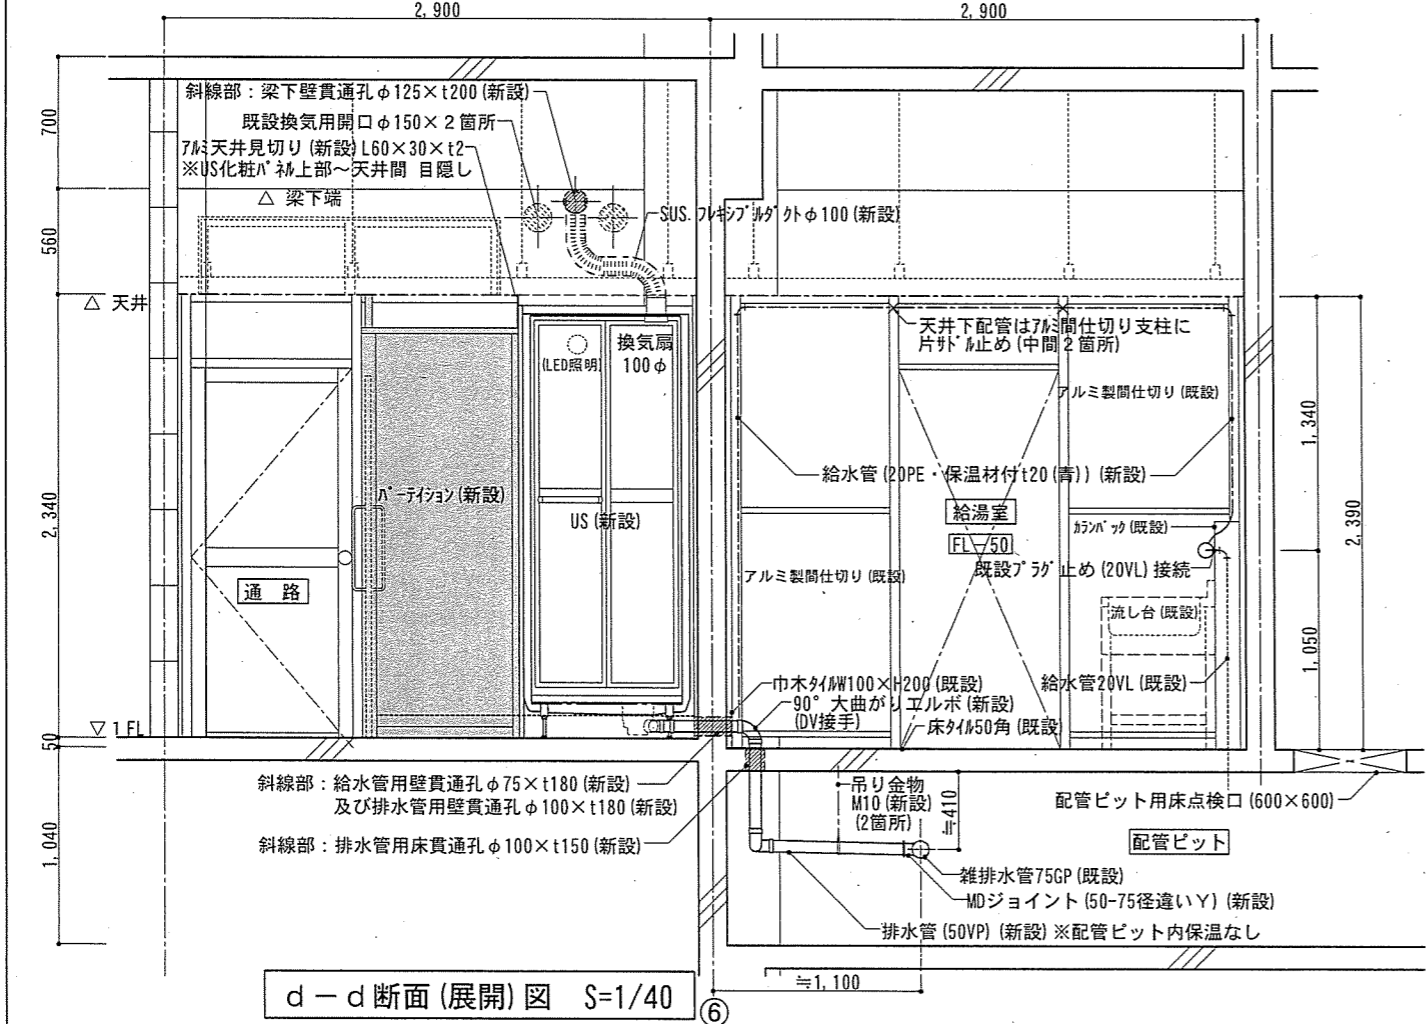 2,900
2,900
700
560
2,340
50
1,040
斜線部：梁下壁貫通孔φ125×t200(新設)
既設換気用開口φ150×2箇所
アルミ天井見切り(新設)L60×30×t2
※US化粧パネル上部～天井間 目隠し
△ 梁下端
SUS.フレキシブルダクトφ100(新設)
△ 天井
換気扇
100φ
(LED照明)
天井下配管はアルミ間仕切り支柱に
片サドル止め(中間2箇所)
アルミ製間仕切り(既設)
1,340
給水管(20PE・保温材付t20(青))(新設)
パーテイション(新設)
US(新設)
給湯室
FL－50
カランバック(既設)
既設プラグ止め(20VL)接続
2,390
アルミ製間仕切り(既設)
通 路
流し台(既設)
1,050
巾木タイルW100×H200(既設)
給水管20VL(既設)
90°大曲がりエルボ(新設)
(DV接手)
床タイル50角(既設)
▽1FL
斜線部：給水管用壁貫通孔φ75×t180(新設)
及び排水管用壁貫通孔φ100×t180(新設)
斜線部：排水管用床貫通孔φ100×t150(新設)
吊り金物
M10(新設)
(2箇所)
≒410
配管ピット用床点検口(600×600)
配管ピット
雑排水管75GP(既設)
MDジョイント(50-75径違いY)(新設)
排水管(50VP)(新設)※配管ピット内保温なし
≒1,100
d－d断面(展開)図 S=1/40
⑥